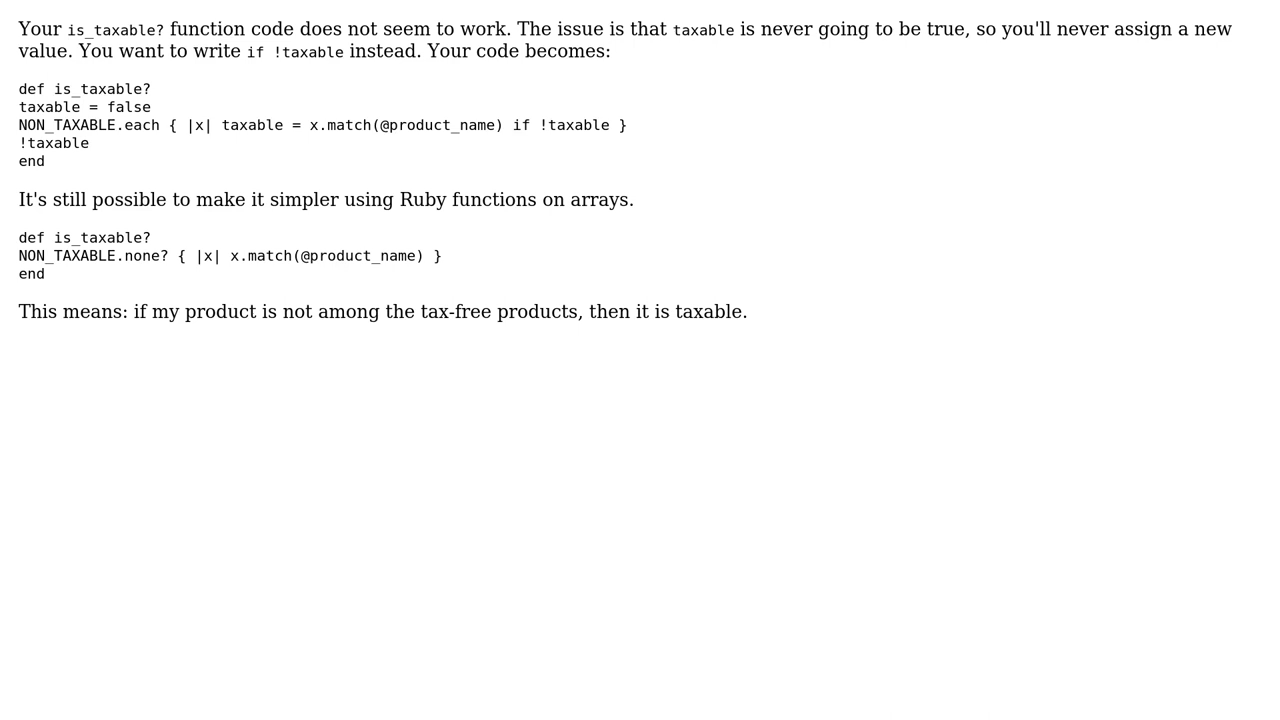 Your is_taxable? function code does not seem to work. The issue is that taxable is never going to be true, so you'll never assign a new
value. You want to write if !taxable instead. Your code becomes:
def is_taxable?
taxable = false
NON_TAXABLE.each { |x| taxable = x.match(@product_name) if !taxable }
!taxable
end
It's still possible to make it simpler using Ruby functions on arrays.
def is_taxable?
NON_TAXABLE.none? { |x| x.match(@product_name) }
end
This means: if my product is not among the tax-free products, then it is taxable.